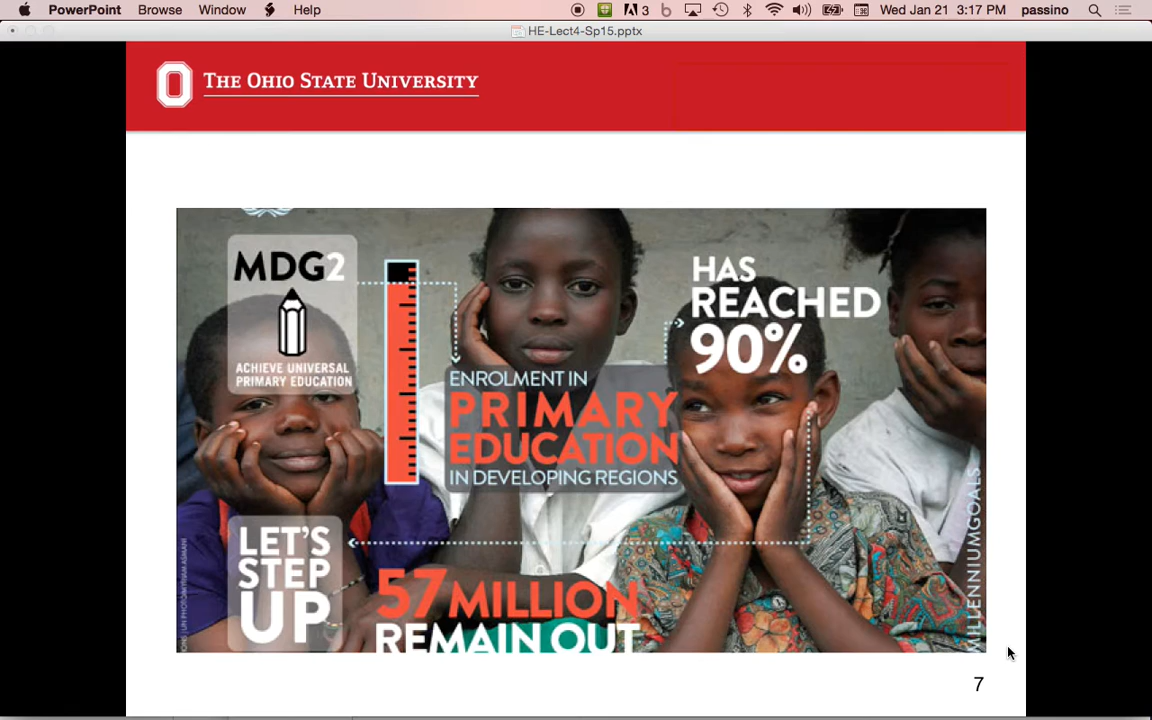 PowerPoint Browse Window Help
3
Wed Jan 21 3:17 PM passino
HE-Lect4-Sp15.pptx
THE OHIO STATE UNIVERSITY
MDG2
ACHIEVE UNIVERSAL
PRIMARY EDUCATION
ENROLMENT IN
PRIMARY
EDUCATION
IN DEVELOPING REGIONS
HAS
REACHED
90%
LET'S
STEP
UP
57 MILLION
REMAIN OUT
MILLENNIUMGOALS
7